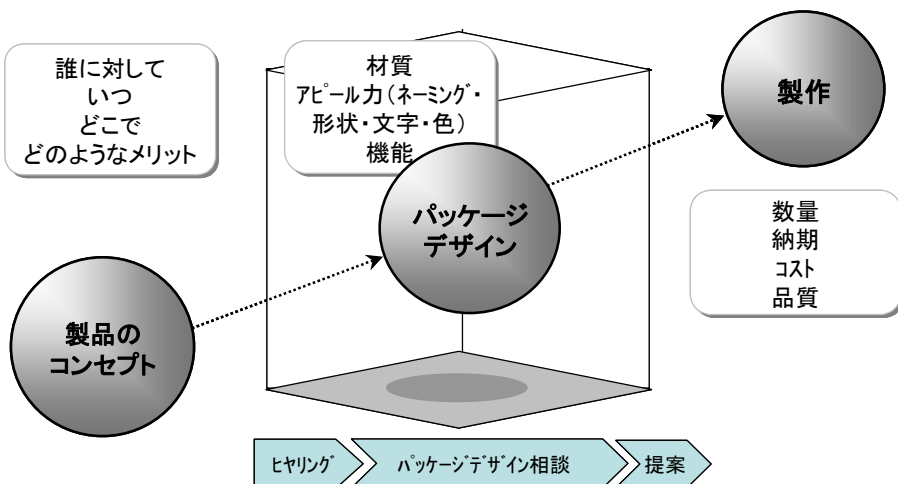 誰に対して
いつ
どこで
どのようなメリット
材質
アピール力(ネーミング・
形状・文字・色)
機能
製作
パッケージ
デザイン
数量
納期
コスト
品質
製品の
コンセプト
ヒヤリング
パッケージデザイン相談
提案